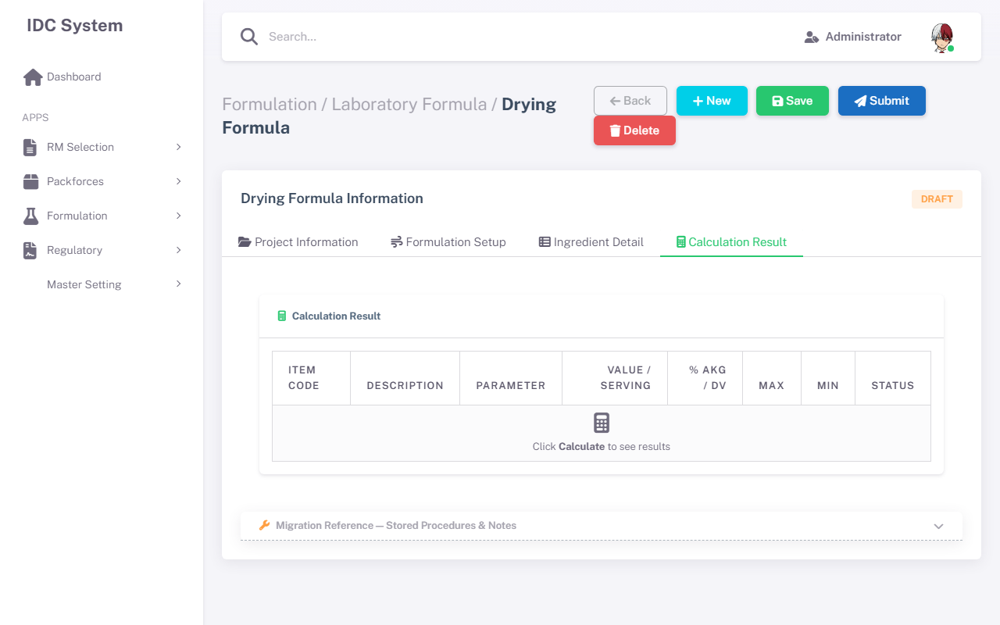 IDC System
Search...
Administrator
Dashboard
APPS
RM Selection
Packforces
Formulation
Regulatory
Master Setting
Formulation / Laboratory Formula / Drying
Formula
Back
New
Save
Submit
Delete
Drying Formula Information
DRAFT
Project Information
Formulation Setup
Ingredient Detail
Calculation Result
Calculation Result
ITEM
CODE
DESCRIPTION
PARAMETER
VALUE /
SERVING
% AKG
/ DV
MAX
MIN
STATUS
Click Calculate to see results
Migration Reference — Stored Procedures & Notes